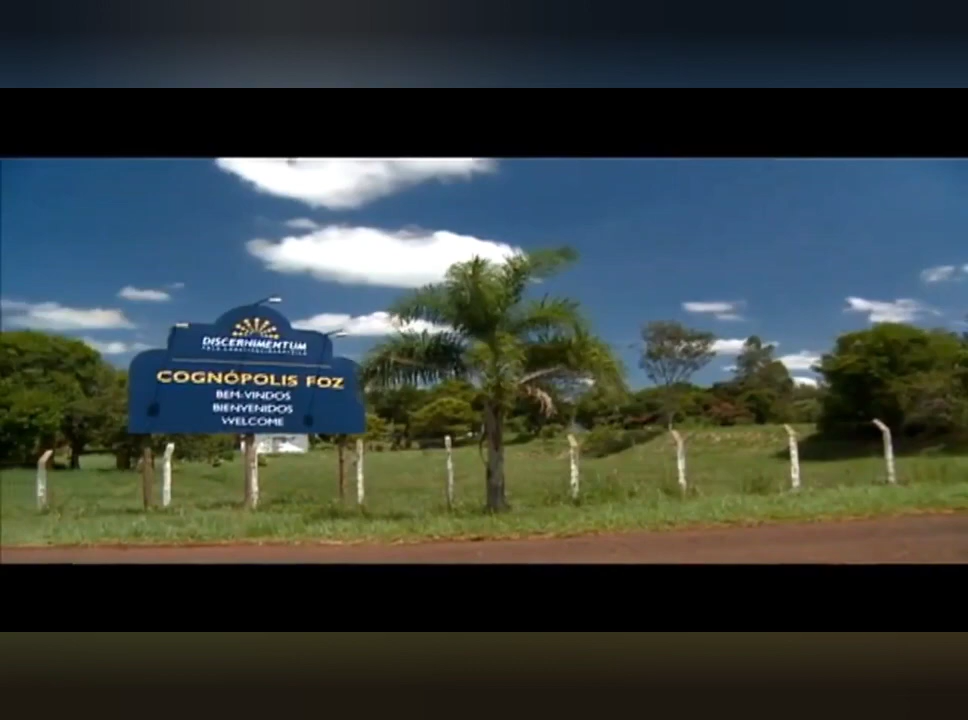 DISCERNIMENTUM
COGNÓPOLIS FOZ
BEM-VINDOS
BIENVENIDOS
WELCOME